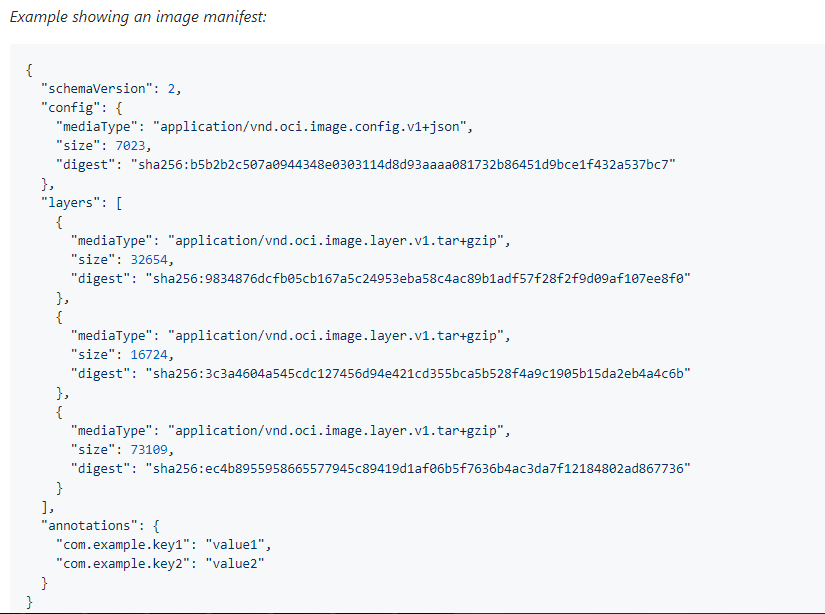 Example showing an image manifest:
{
"schemaVersion": 2,
"config": {
"mediaType": "application/vnd.oci.image.config.v1+json",
"size": 7023,
"digest": "sha256:b5b2b2c507a0944348e0303114d8d93aaaa081732b86451d9bce1f432a537bc7"
},
"layers": [
{
"mediaType": "application/vnd.oci.image.layer.v1.tar+gzip",
"size": 32654,
"digest": "sha256:9834876dcfb05cb167a5c24953eba58c4ac89b1adf57f28f2f9d09af107ee8f0"
},
{
"mediaType": "application/vnd.oci.image.layer.v1.tar+gzip",
"size": 16724,
"digest": "sha256:3c3a4604a545cdc127456d94e421cd355bca5b528f4a9c1905b15da2eb4a4c6b"
},
{
"mediaType": "application/vnd.oci.image.layer.v1.tar+gzip",
"size": 73109,
"digest": "sha256:ec4b8955958665577945c89419d1af06b5f7636b4ac3da7f12184802ad867736"
}
],
"annotations": {
"com.example.key1": "value1",
"com.example.key2": "value2"
}
}